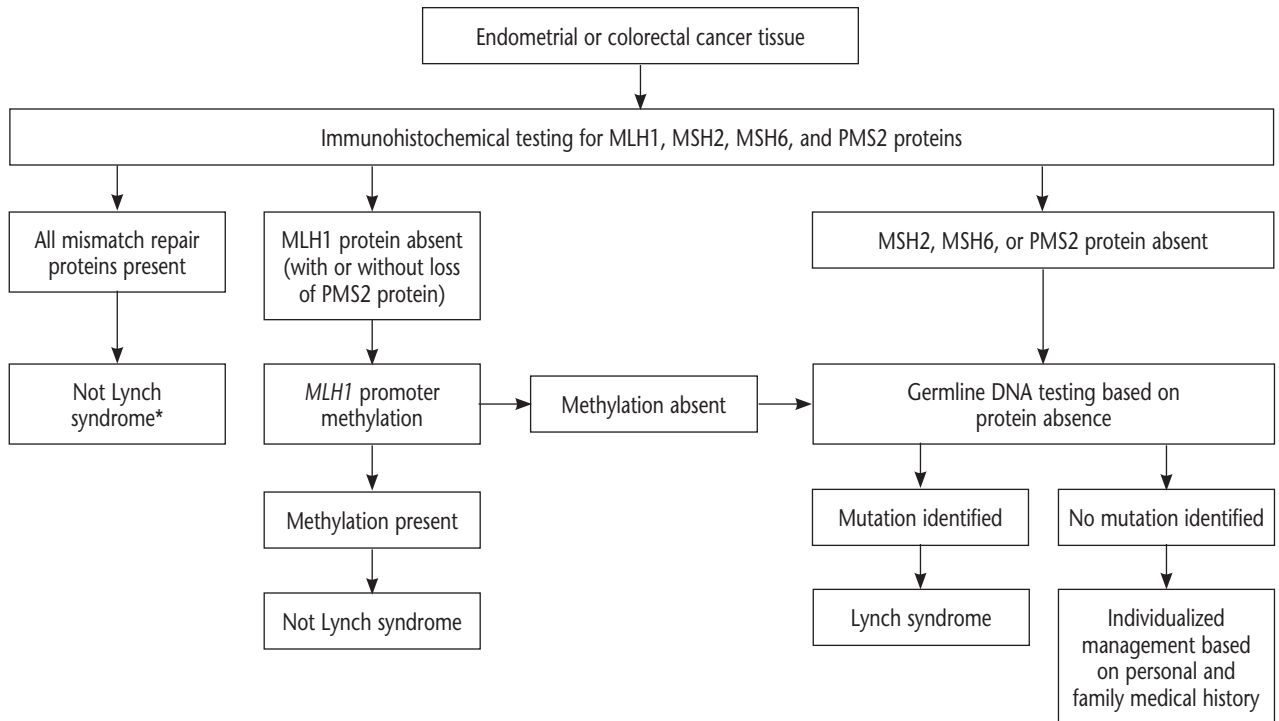 Endometrial or colorectal cancer tissue
Immunohistochemical testing for MLH1, MSH2, MSH6, and PMS2 proteins
All mismatch repair
proteins present
MLH1 protein absent
(with or without loss
of PMS2 protein)
MSH2, MSH6, or PMS2 protein absent
Not Lynch
syndrome*
MLH1 promoter
methylation
Methylation absent
Germline DNA testing based on
protein absence
Methylation present
Mutation identified
No mutation identified
Not Lynch syndrome
Lynch syndrome
Individualized
management based
on personal and
family medical history